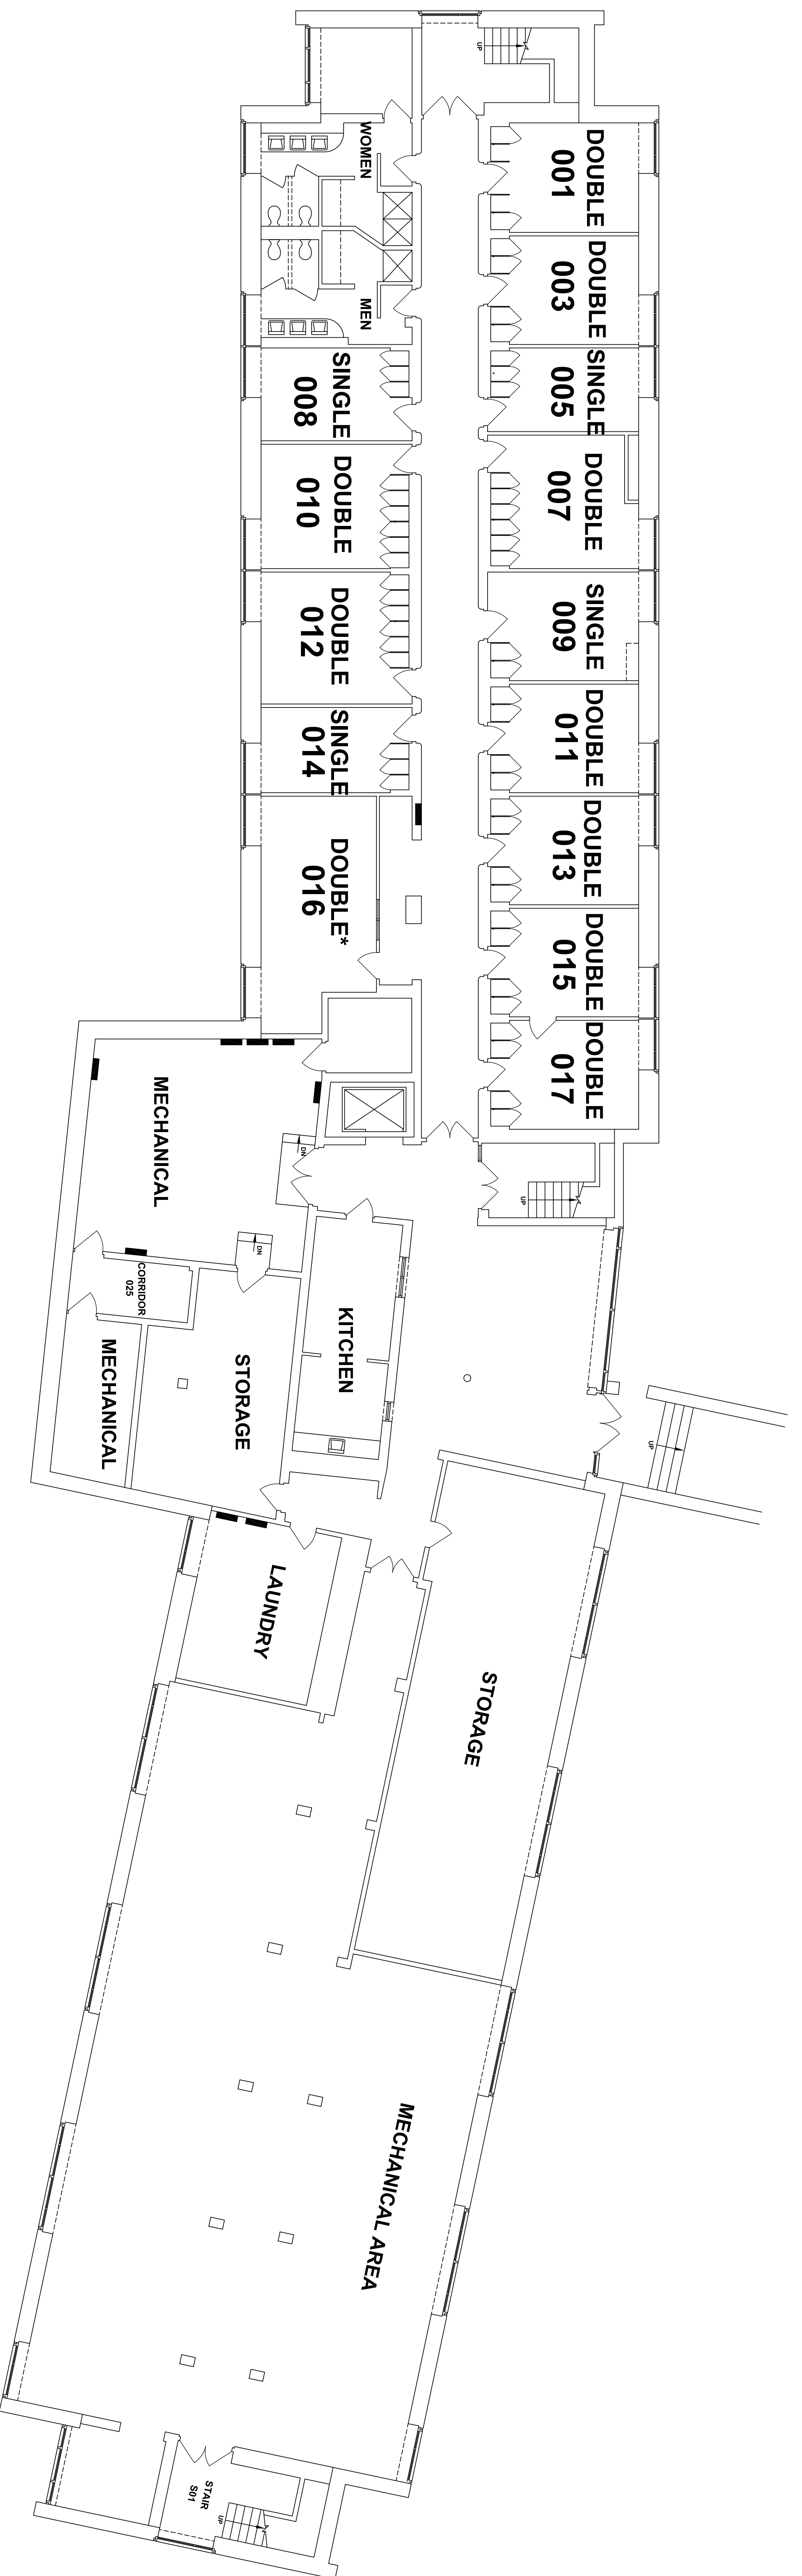 UP
WOMEN
DOUBLE
001
DOUBLE
003
MEN
SINGLE
005
SINGLE
008
DOUBLE
007
DOUBLE
010
SINGLE
009
DOUBLE
012
DOUBLE
011
SINGLE
014
DOUBLE
013
DOUBLE*
016
DOUBLE
015
DOUBLE
017
MECHANICAL
DN
UP
DN
CORRIDOR
025
KITCHEN
MECHANICAL
STORAGE
UP
LAUNDRY
STORAGE
MECHANICAL AREA
STAIR
S01
UP